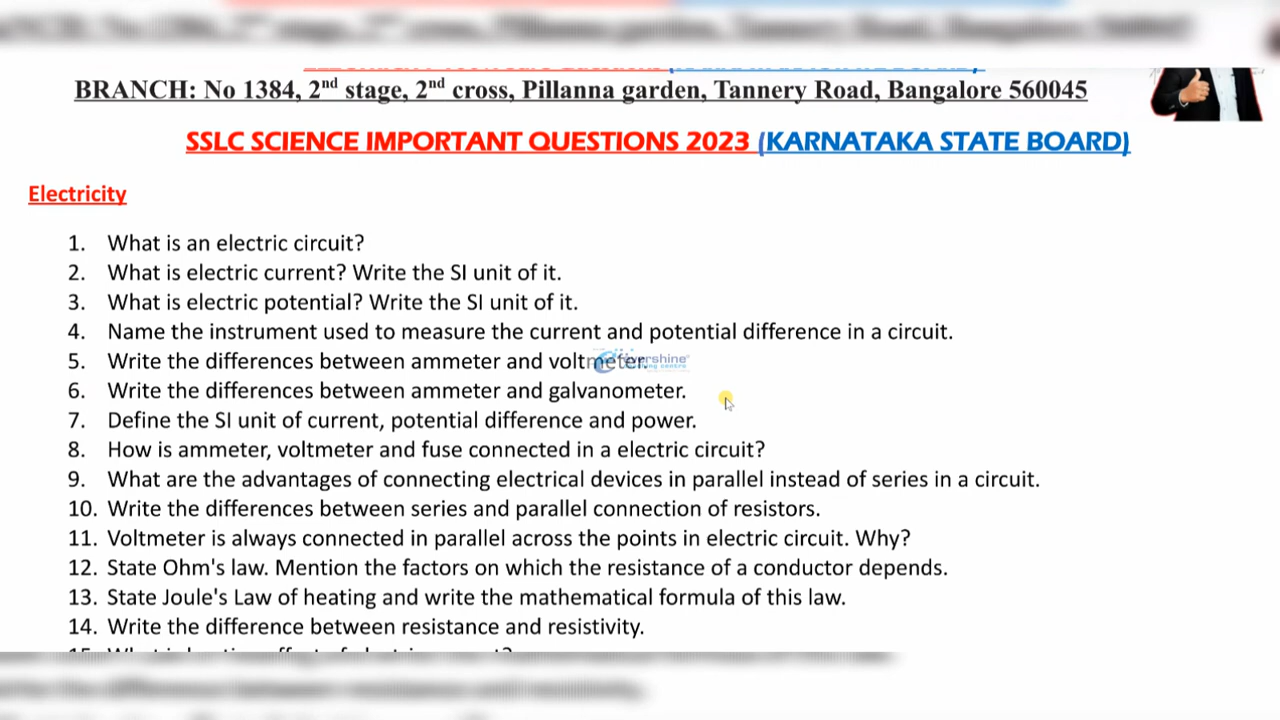 BRANCH: No 1384, 2nd stage, 2nd cross, Pillanna garden, Tannery Road, Bangalore 560045
SSLC SCIENCE IMPORTANT QUESTIONS 2023 (KARNATAKA STATE BOARD)
Electricity
1. What is an electric circuit?
2. What is electric current? Write the SI unit of it.
3. What is electric potential? Write the SI unit of it.
4. Name the instrument used to measure the current and potential difference in a circuit.
5. Write the differences between ammeter and voltmeter.
6. Write the differences between ammeter and galvanometer.
7. Define the SI unit of current, potential difference and power.
8. How is ammeter, voltmeter and fuse connected in a electric circuit?
9. What are the advantages of connecting electrical devices in parallel instead of series in a circuit.
10. Write the differences between series and parallel connection of resistors.
11. Voltmeter is always connected in parallel across the points in electric circuit. Why?
12. State Ohm's law. Mention the factors on which the resistance of a conductor depends.
13. State Joule's Law of heating and write the mathematical formula of this law.
14. Write the difference between resistance and resistivity.